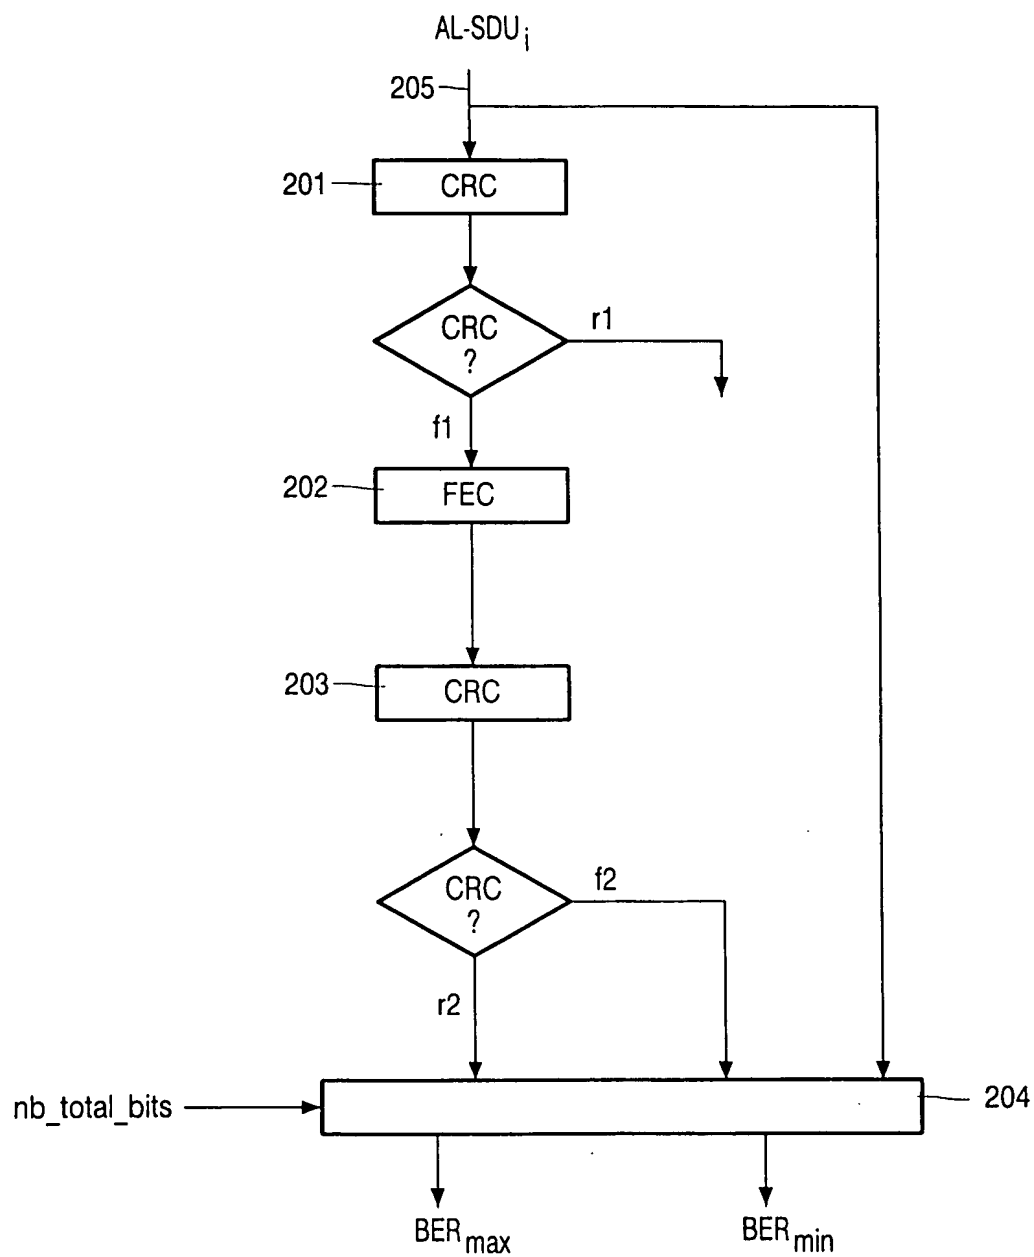 AL-SDU i
205
201
CRC
CRC
?
r1
f1
202
FEC
203
CRC
CRC
?
f2
r2
nb_total_bits
204
BER max
BER min